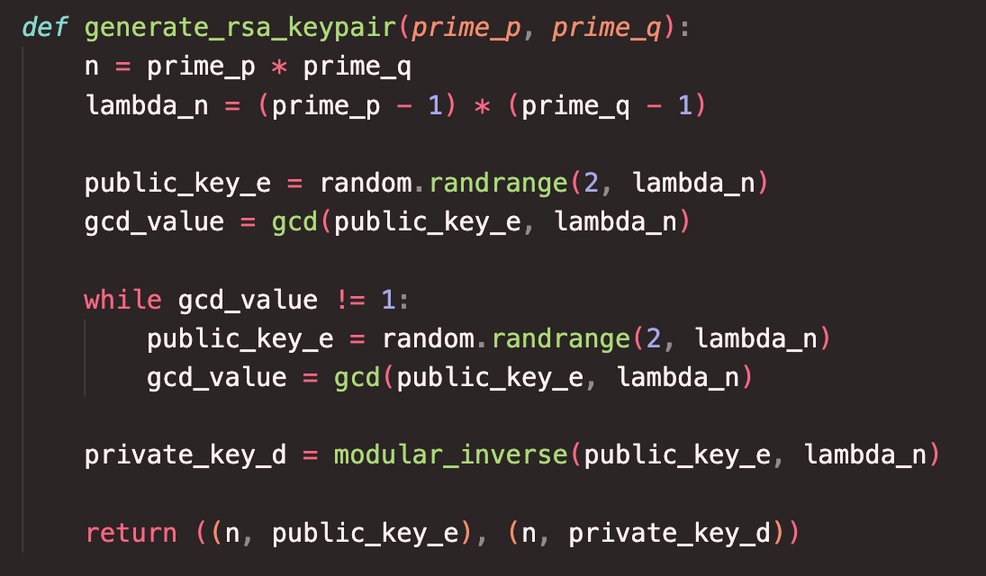 def generate_rsa_keypair(prime_p, prime_q):
    n = prime_p * prime_q
    lambda_n = (prime_p - 1) * (prime_q - 1)

    public_key_e = random.randrange(2, lambda_n)
    gcd_value = gcd(public_key_e, lambda_n)

    while gcd_value != 1:
        public_key_e = random.randrange(2, lambda_n)
        gcd_value = gcd(public_key_e, lambda_n)

    private_key_d = modular_inverse(public_key_e, lambda_n)

    return ((n, public_key_e), (n, private_key_d))